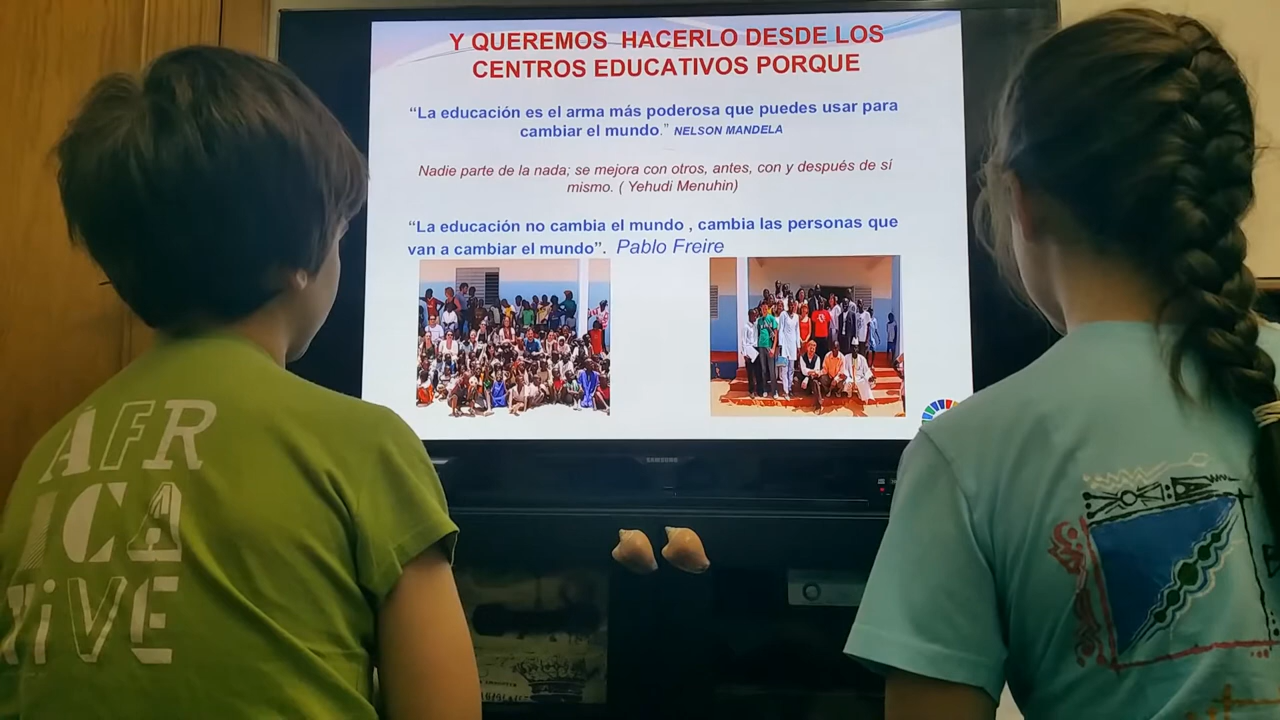 Y QUEREMOS HACERLO DESDE LOS
CENTROS EDUCATIVOS PORQUE
“La educación es el arma más poderosa que puedes usar para
cambiar el mundo.” NELSON MANDELA
Nadie parte de la nada; se mejora con otros, antes, con y después de sí
mismo. ( Yehudi Menuhin)
“La educación no cambia el mundo , cambia las personas que
van a cambiar el mundo”. Pablo Freire
SAMSUNG
AFR
ICA
XiVE